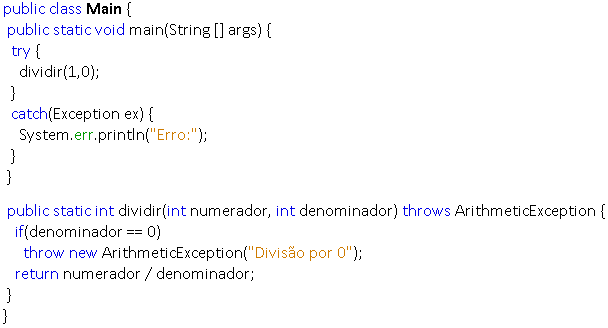 public class Main {
public static void main(String [] args) {
try {
dividir(1,0);
}
catch(Exception ex) {
System.err.println("Erro:");
}
}
public static int dividir(int numerador, int denominador) throws ArithmeticException {
if(denominador == 0)
throw new ArithmeticException("Divisão por 0");
return numerador / denominador;
}
}